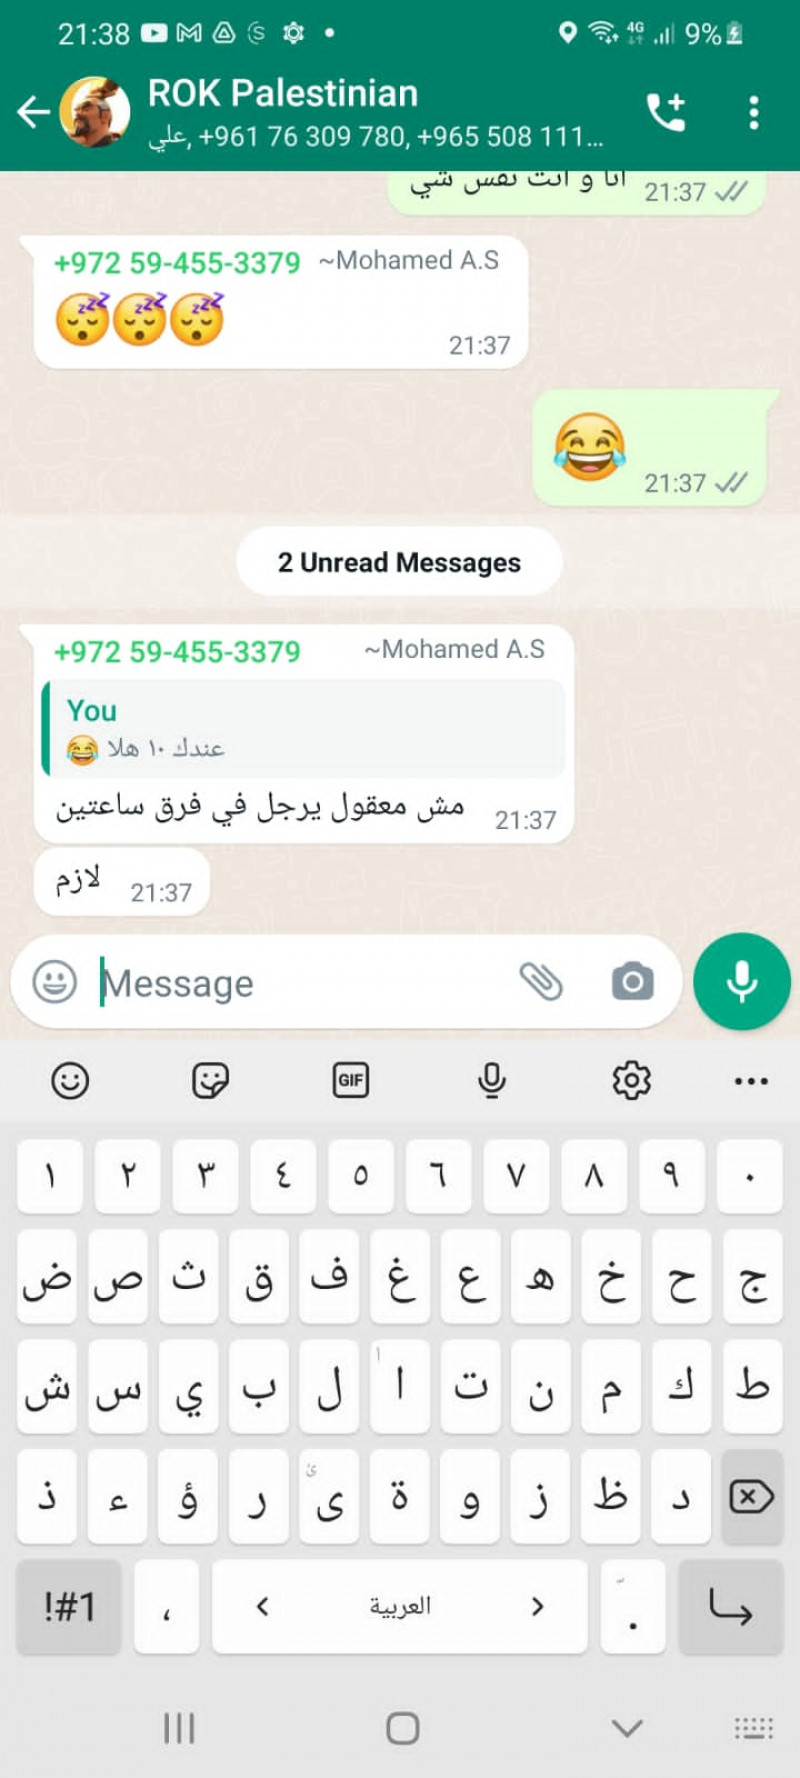 21:38
4G 9%
ROK Palestinian
علي, +961 76 309 780, +965 508 111...
انا و انت نفس شي
21:37
+972 59-455-3379 ~Mohamed A.S
21:37
21:37
2 Unread Messages
+972 59-455-3379 ~Mohamed A.S
You
عندك ١٠ هلا 😂
مش معقول يرجل في فرق ساعتين
21:37
لازم
21:37
Message
GIF
١ ٢ ٣ ٤ ٥ ٦ ٧ ٨ ٩ ٠
ض ص ث ق ف غ ع ه خ ح ج
ش س ي ب ل ا ت ن م ك ط
ذ ء ؤ ر ى ة و ز ظ د
!#1 ، < العربية > .